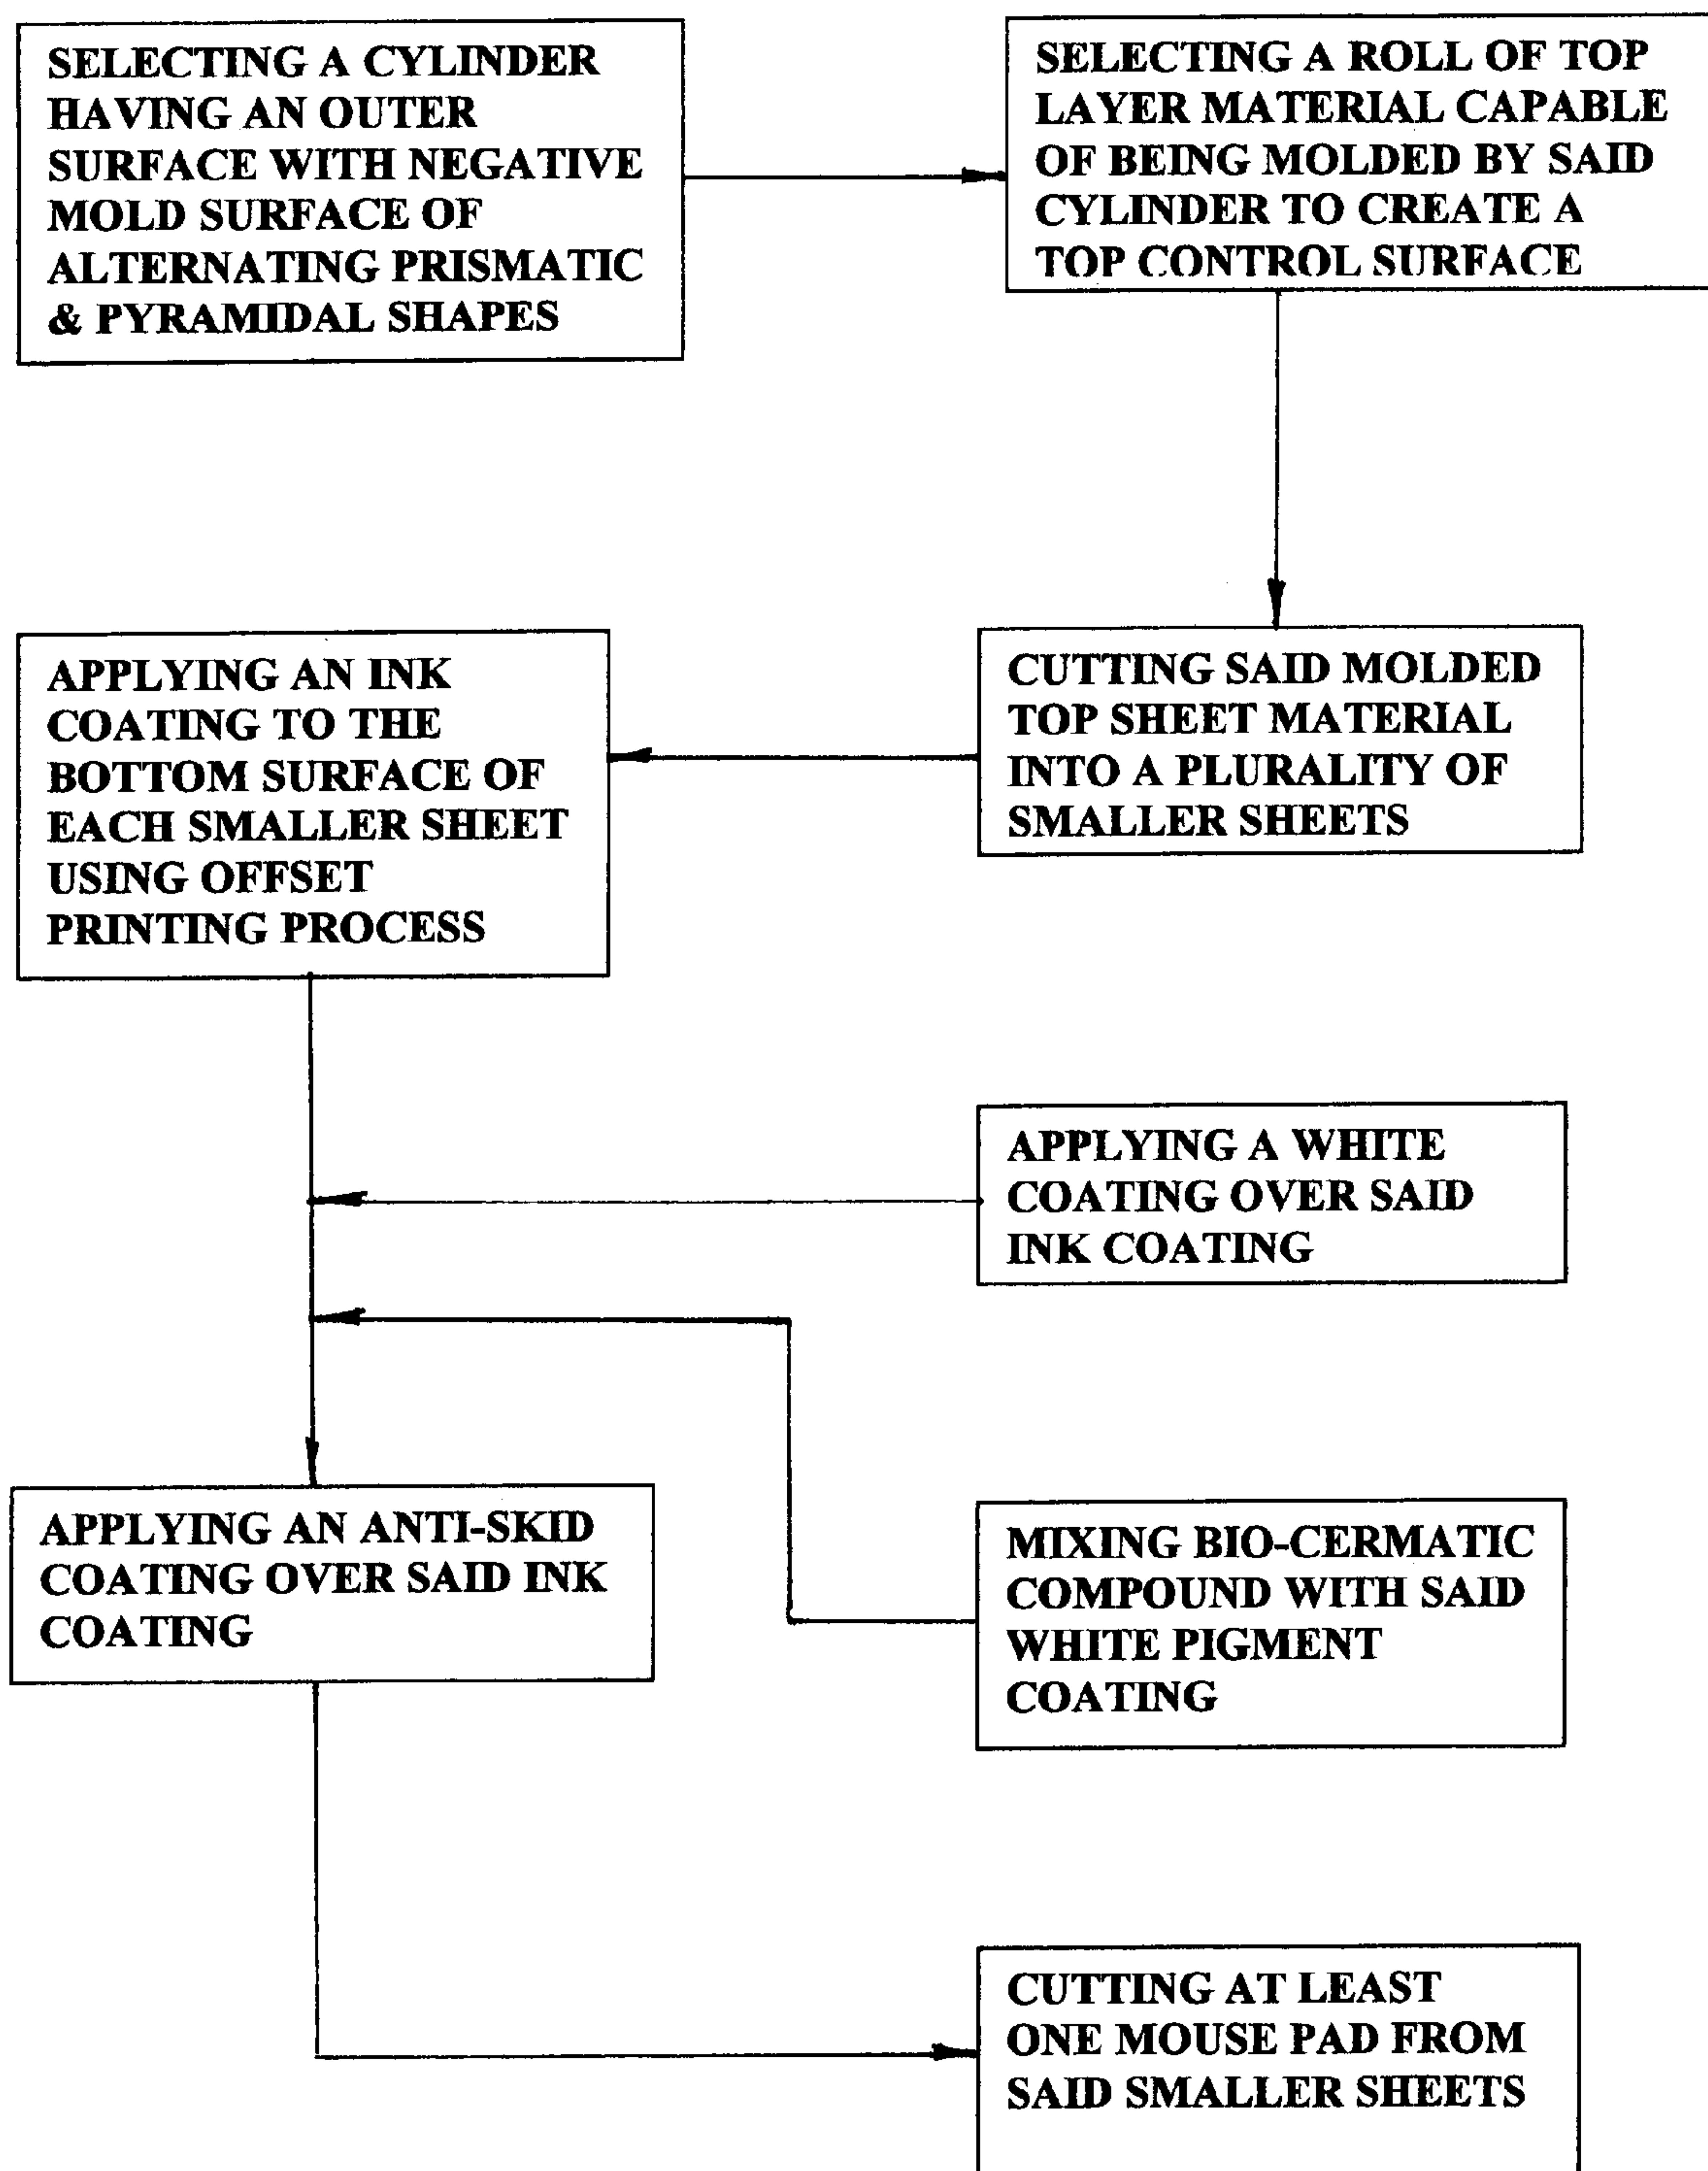 SELECTING A CYLINDER
HAVING AN OUTER
SURFACE WITH NEGATIVE
MOLD SURFACE OF
ALTERNATING PRISMATIC
& PYRAMIDAL SHAPES
SELECTING A ROLL OF TOP
LAYER MATERIAL CAPABLE
OF BEING MOLDED BY SAID
CYLINDER TO CREATE A
TOP CONTROL SURFACE
CUTTING SAID MOLDED
TOP SHEET MATERIAL
INTO A PLURALITY OF
SMALLER SHEETS
APPLYING AN INK
COATING TO THE
BOTTOM SURFACE OF
EACH SMALLER SHEET
USING OFFSET
PRINTING PROCESS
APPLYING A WHITE
COATING OVER SAID
INK COATING
MIXING BIO-CERMATIC
COMPOUND WITH SAID
WHITE PIGMENT
COATING
APPLYING AN ANTI-SKID
COATING OVER SAID INK
COATING
CUTTING AT LEAST
ONE MOUSE PAD FROM
SAID SMALLER SHEETS